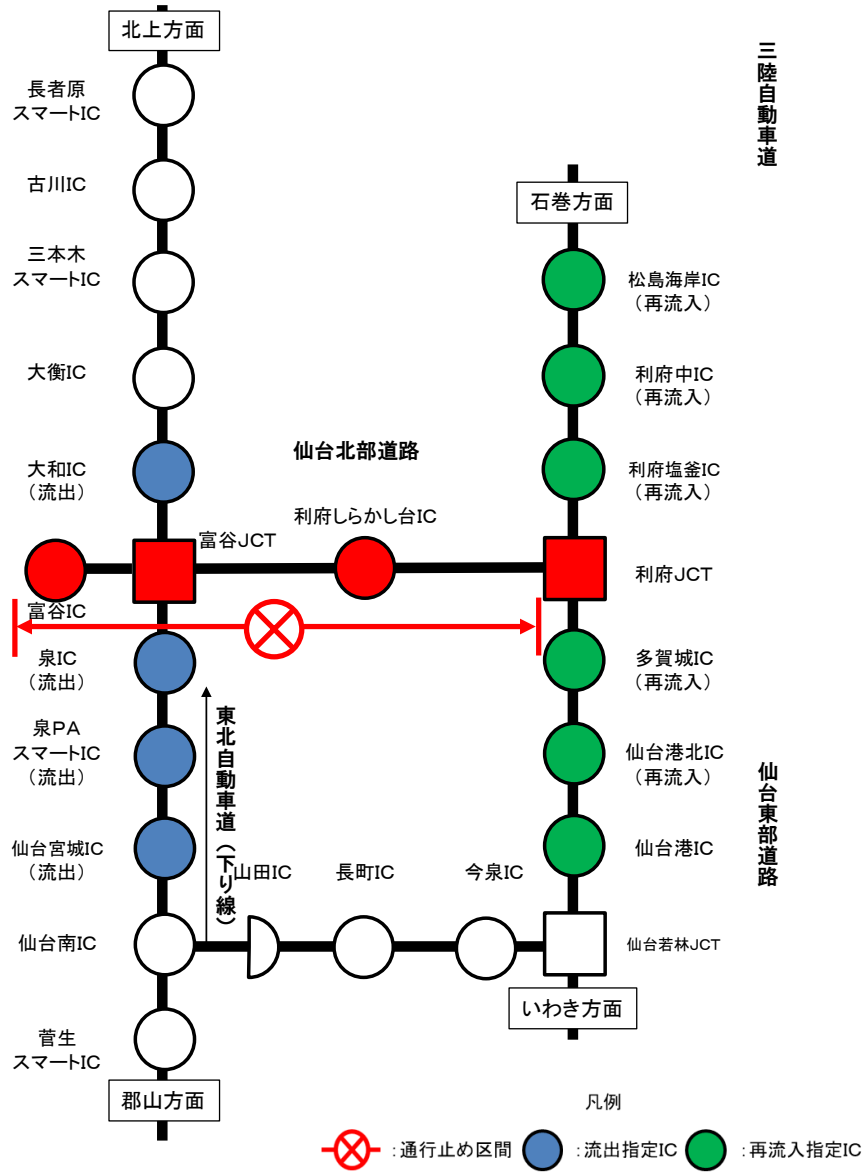 北上方面
三陸自動車道
長者原
スマートIC
古川IC
石巻方面
三本木
スマートIC
松島海岸IC
(再流入)
大衡IC
利府中IC
(再流入)
仙台北部道路
大和IC
(流出)
利府塩釜IC
(再流入)
利府しらかし台IC
富谷JCT
利府JCT
富谷IC
泉IC
(流出)
多賀城IC
(再流入)
東北自動車道(下り線)
泉PA
スマートIC
(流出)
仙台港北IC
(再流入)
仙台東部道路
仙台宮城IC
(流出)
仙台港IC
山田IC
長町IC
今泉IC
仙台南IC
仙台若林JCT
いわき方面
菅生
スマートIC
郡山方面
凡例
:通行止め区間
:流出指定IC
:再流入指定IC